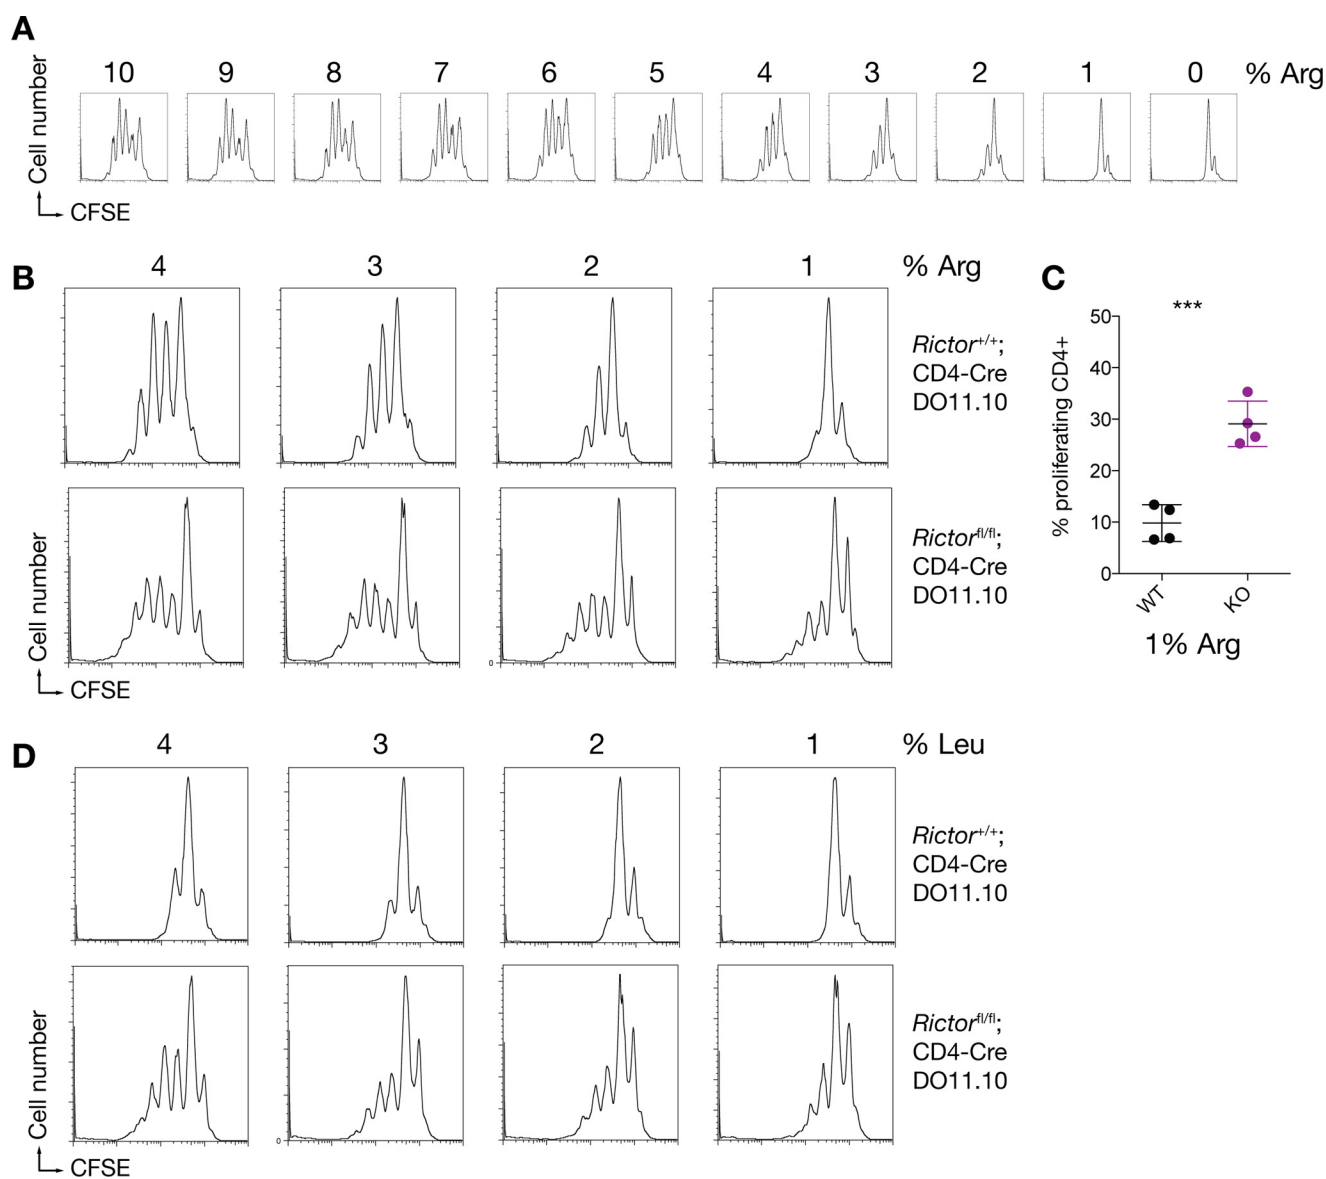 A
10 9 8 7 6 5 4 3 2 1 0 % Arg
Cell number
CFSE
B
4 3 2 1 % Arg
Rictor+/+;
CD4-Cre
DO11.10
Rictorfl/fl;
CD4-Cre
DO11.10
0
Cell number
CFSE
C
***
% proliferating CD4+
50
40
30
20
10
0
WT KO
1% Arg
D
4 3 2 1 % Leu
Rictor+/+;
CD4-Cre
DO11.10
Rictorfl/fl;
CD4-Cre
DO11.10
0
Cell number
CFSE